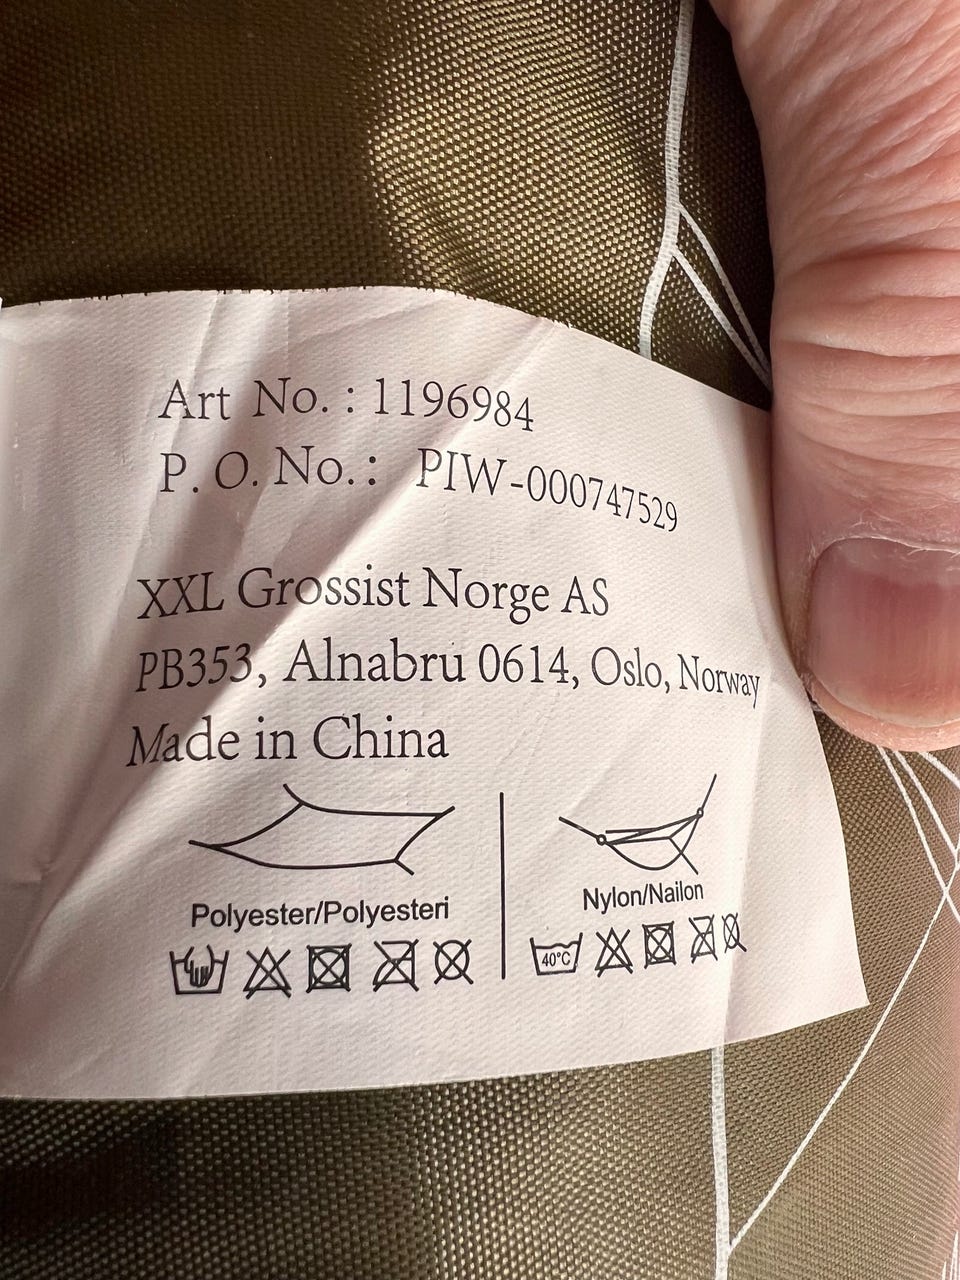 Art No. : 1196984
P. O. No. : PIW-000747529
XXL Grossist Norge AS
PB353, Alnabru 0614, Oslo, Norway
Made in China
Polyester/Polyesteri
Nylon/Nailon
40°C